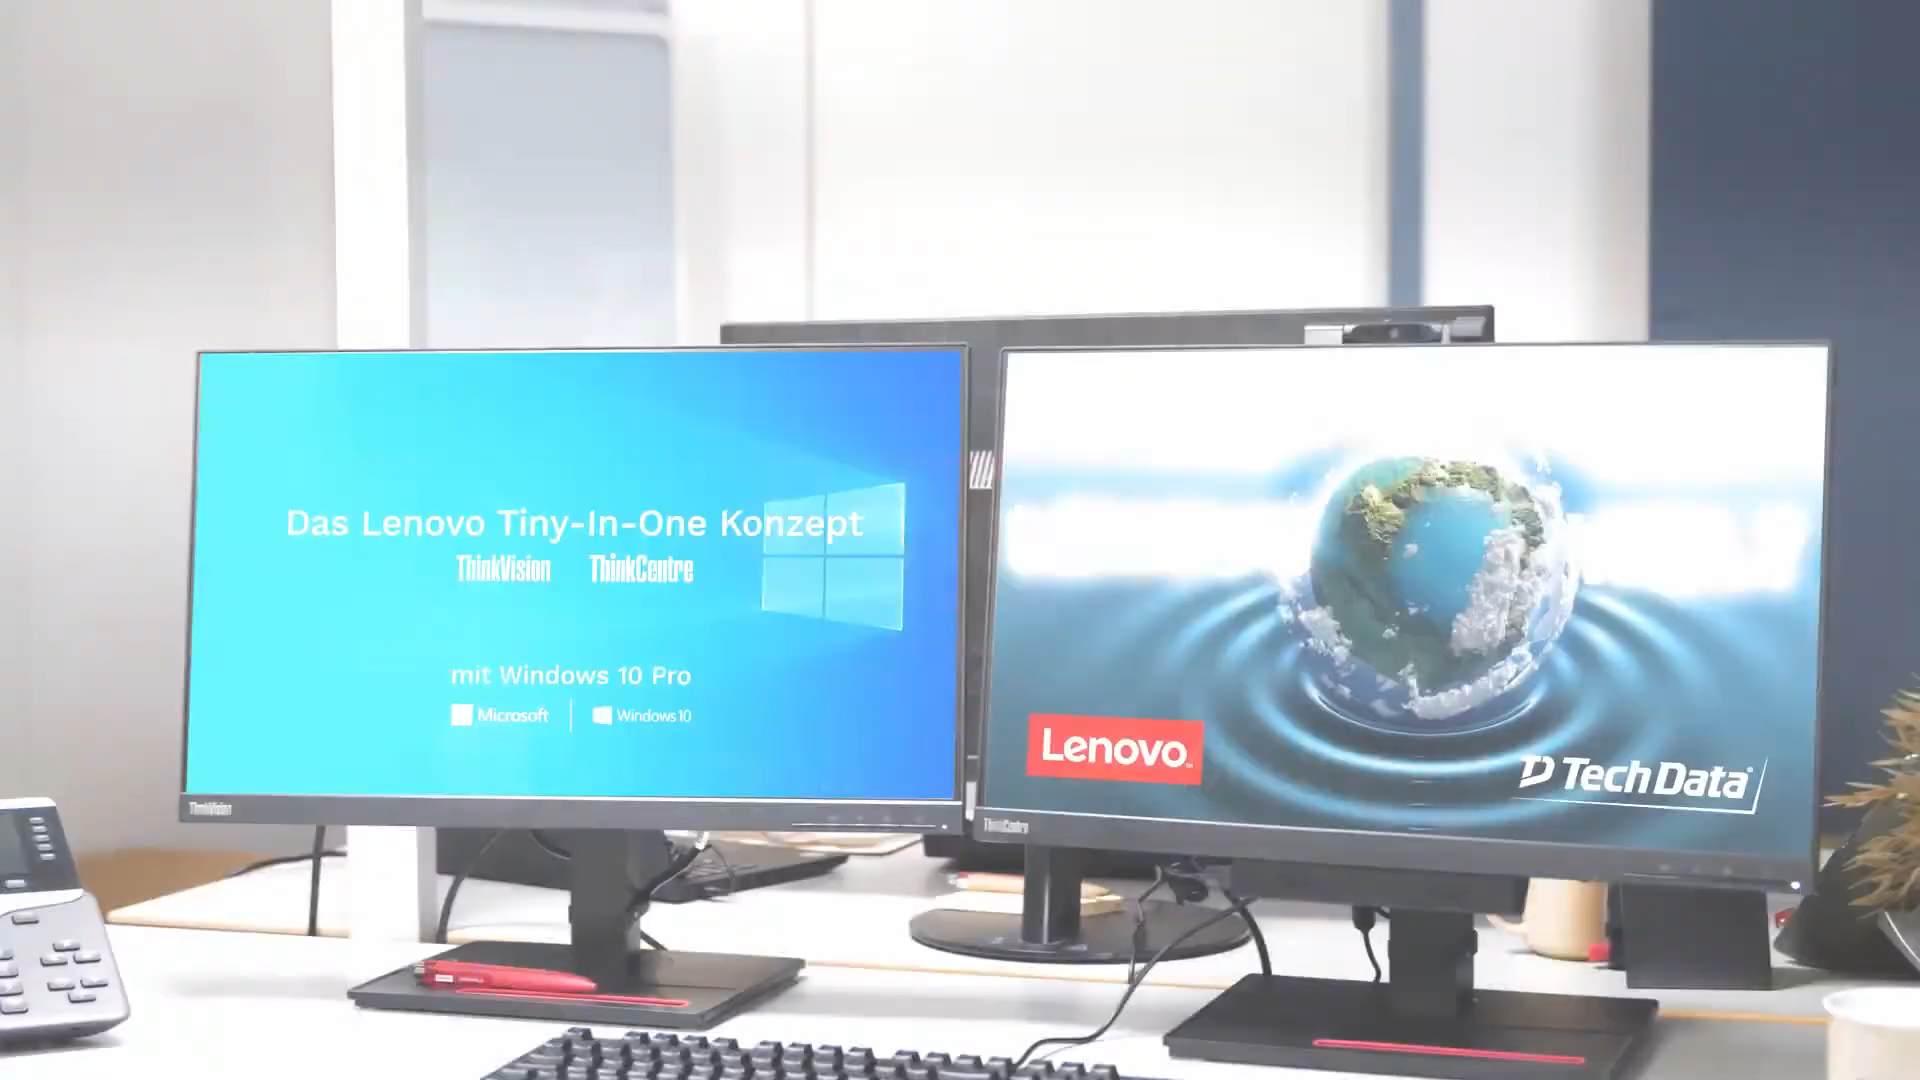 Das Lenovo Tiny-In-One Konzept
ThinkVision ThinkCentre
mit Windows 10 Pro
Microsoft | Windows 10
ThinkVision
Lenovo
TechData
ThinkCentre